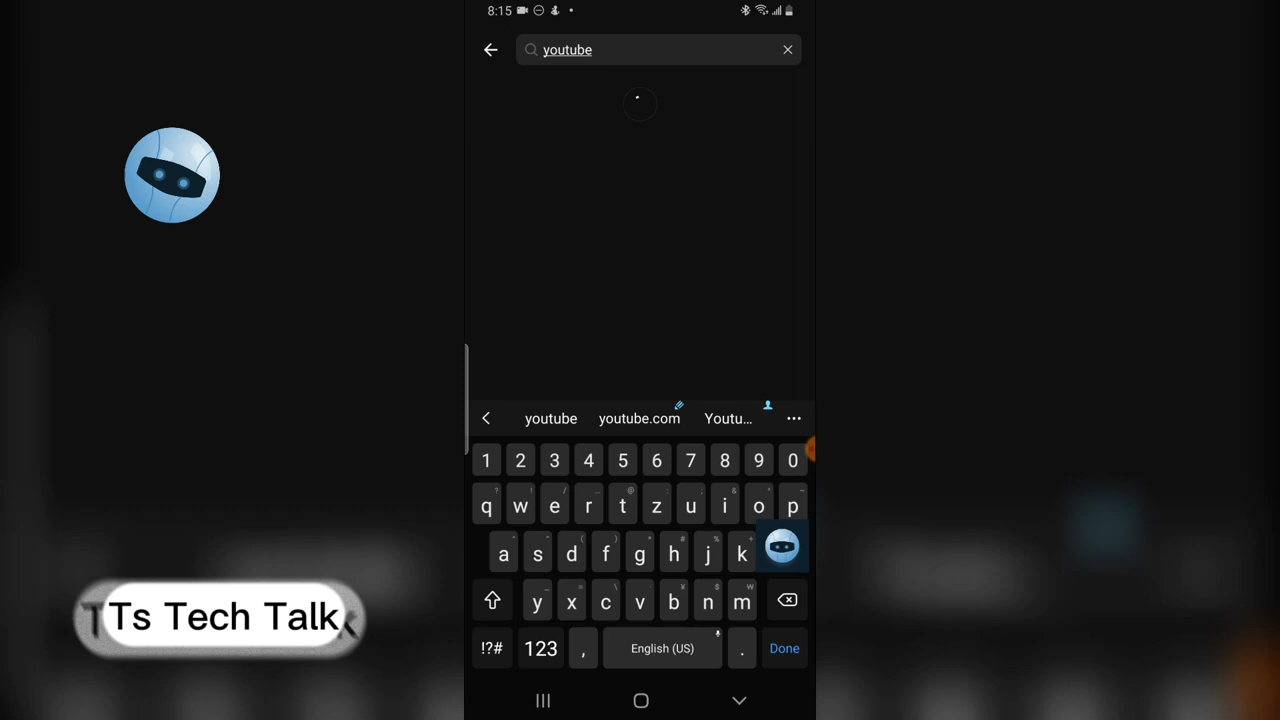 8:15
youtube
youtube youtube.com Youtu... ...
1 2 3 4 5 6 7 8 9 0
q w e r t z u i o p
a s d f g h j k
y x c v b n m
!?# 123 , English (US) . Done
Ts Tech Talk